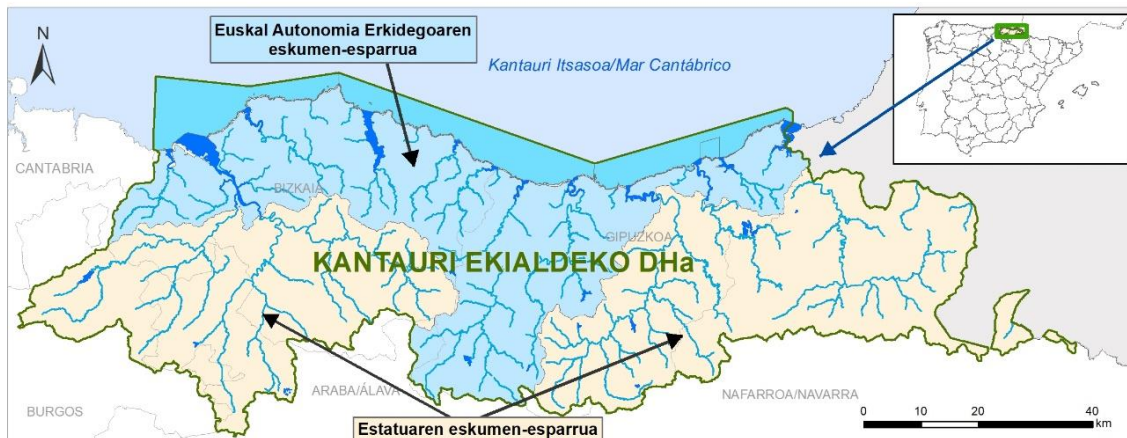 N
Euskal Autonomia Erkidegoaren
eskumen-esparrua
Kantauri Itsasoa/Mar Cantábrico
CANTABRIA
BIZKAIA
GIPUZKOA
KANTAURI EKIALDEKO DHa
ARABA/ÁLAVA
NAFARROA/NAVARRA
BURGOS
Estatuaren eskumen-esparrua
0 10 20 40
km